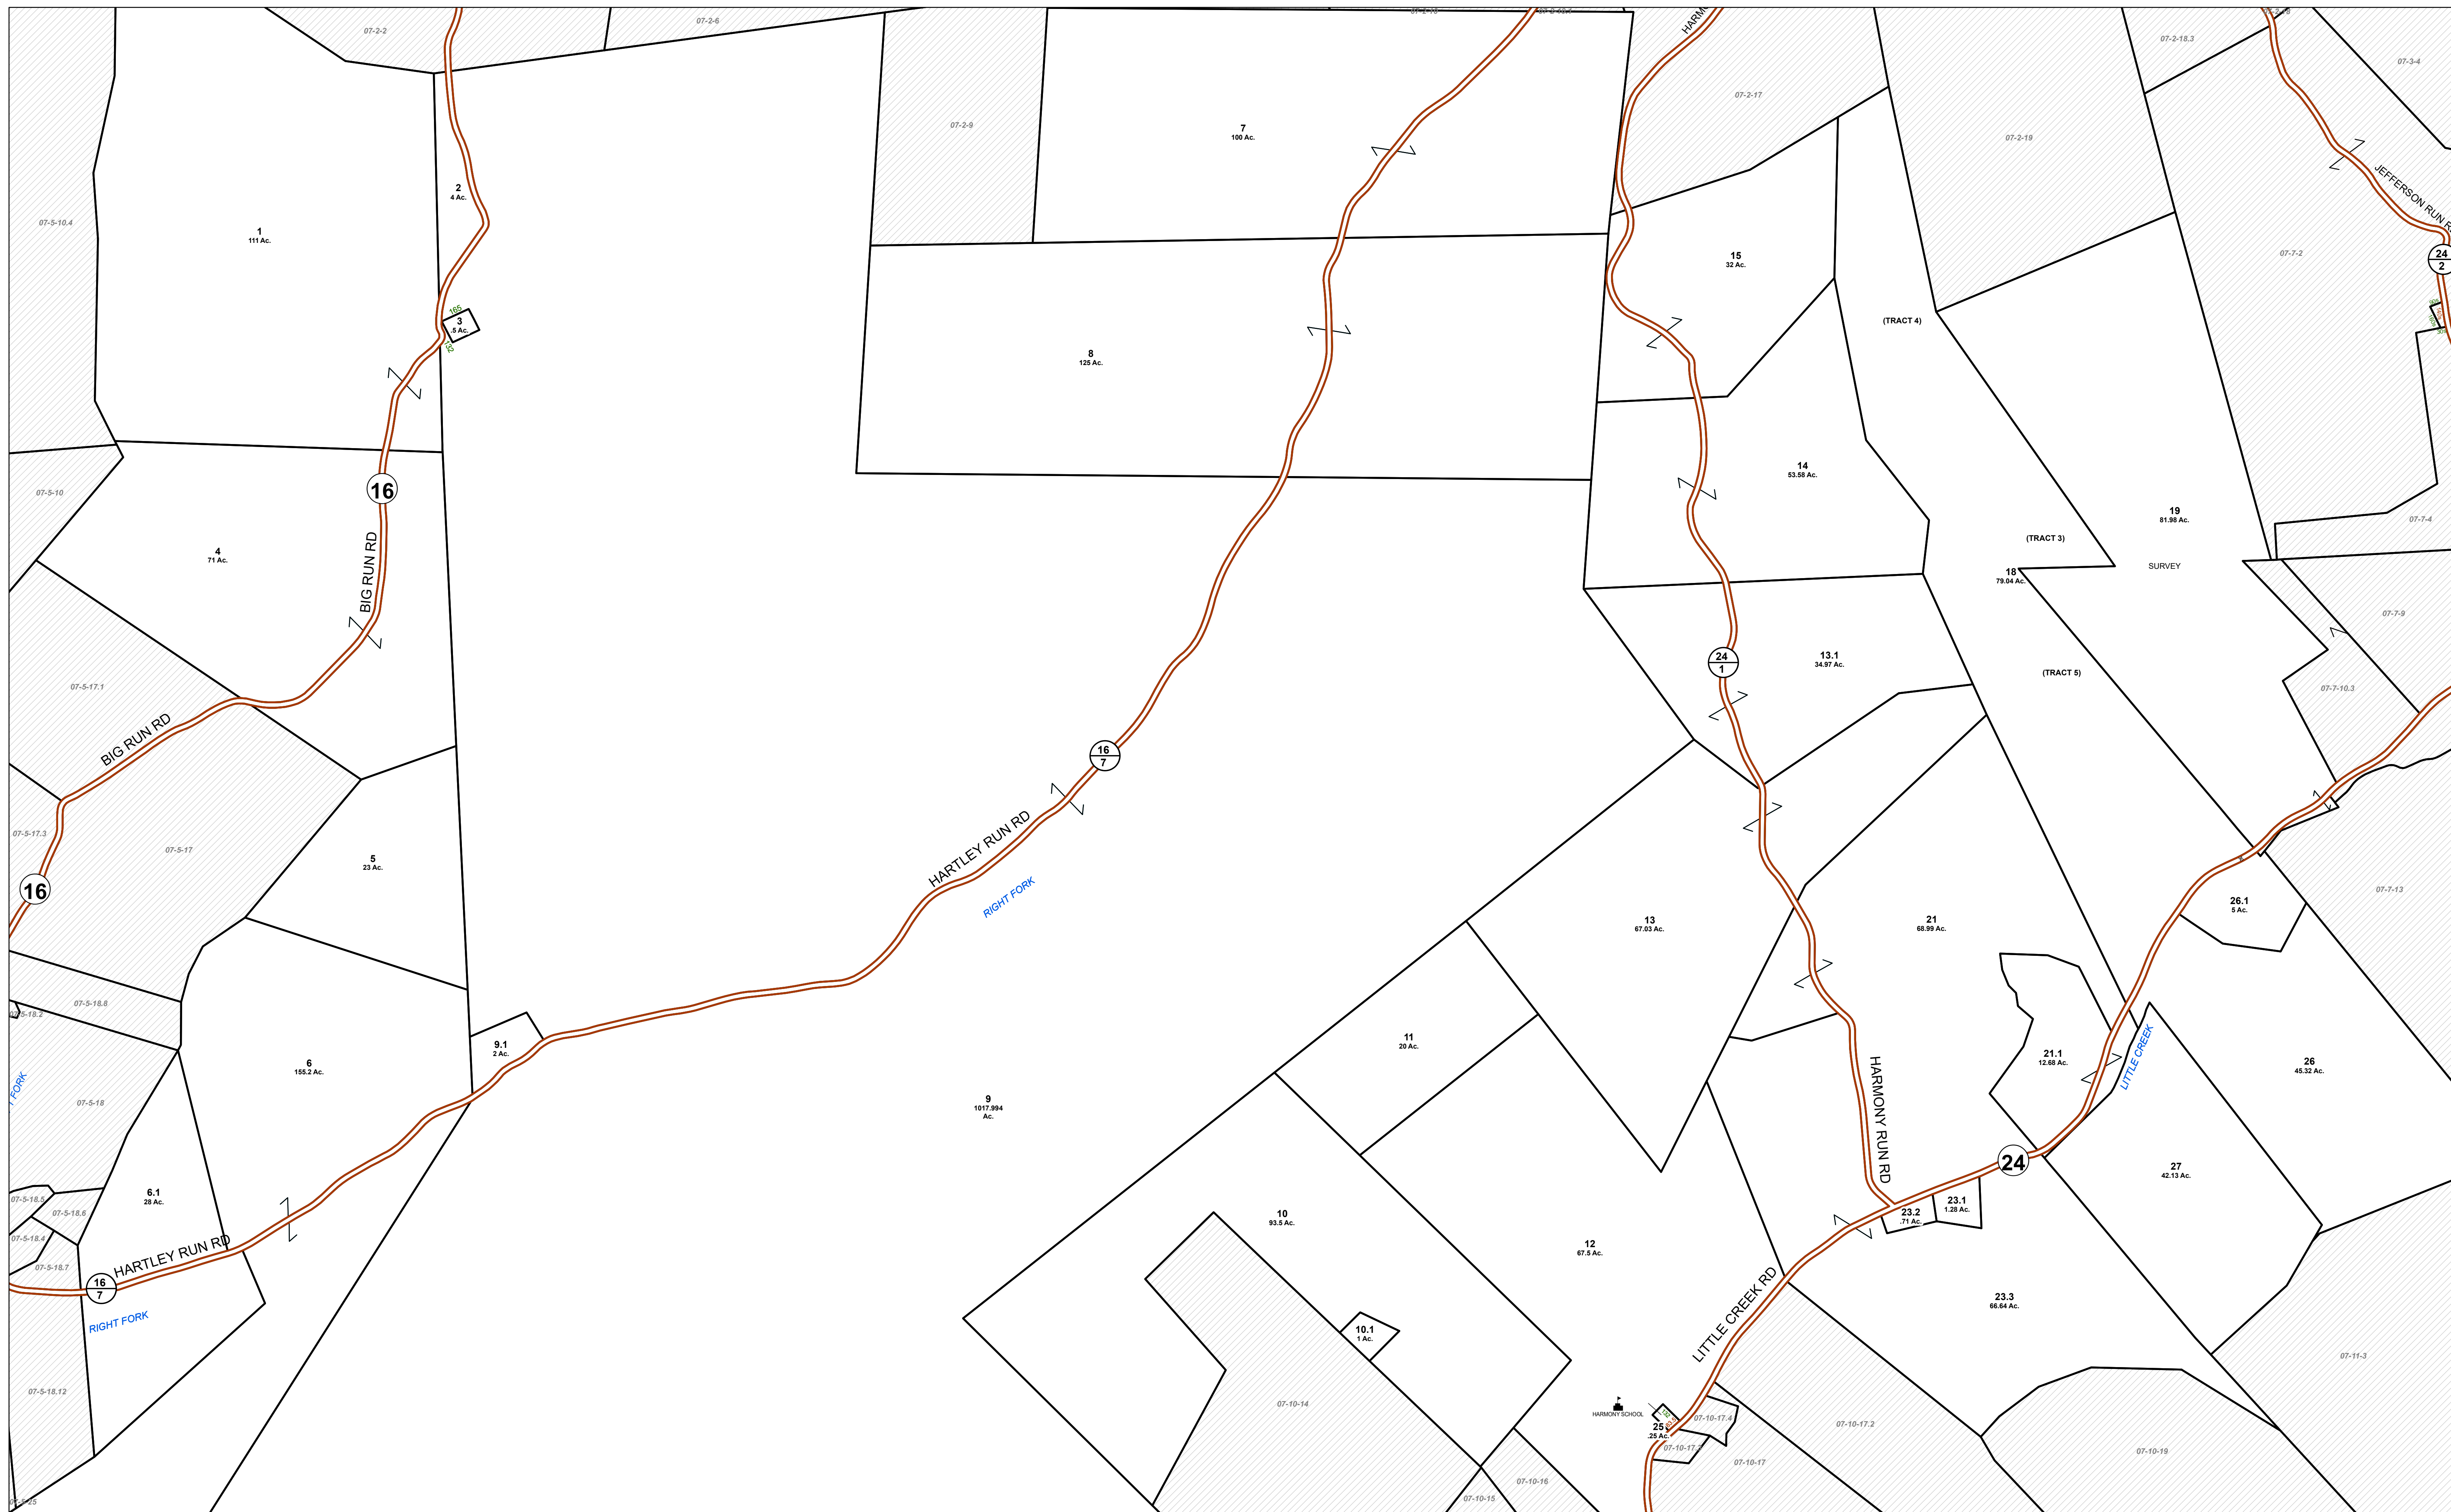 07-2-2
07-2-6
07-2-18.3
07-3-4
07-2-17
07-2-9
7
100 Ac.
07-2-19
JEFFERSON RUN R
2
4 Ac.
07-5-10.4
1
111 Ac.
15
32 Ac.
07-7-2
24
2
165
3
.5 Ac.
132
(TRACT 4)
8
125 Ac.
14
53.58 Ac.
16
07-5-10
19
81.98 Ac.
07-7-4
(TRACT 3)
4
71 Ac.
BIG RUN RD
SURVEY
18
79.04 Ac.
07-7-9
24
1
13.1
34.97 Ac.
(TRACT 5)
07-5-17.1
07-7-10.3
BIG RUN RD
16
7
07-5-17.3
07-5-17
HARTLEY RUN RD
5
23 Ac.
16
RIGHT FORK
07-7-13
26.1
5 Ac.
13
67.03 Ac.
21
68.99 Ac.
07-5-18.8
07-5-18.2
9.1
2 Ac.
11
20 Ac.
6
155.2 Ac.
21.1
12.68 Ac.
LITTLE CREEK
26
45.32 Ac.
FORK
07-5-18
9
1017.994
Ac.
HARMONY RUN RD
24
27
42.13 Ac.
6.1
28 Ac.
07-5-18.5
07-5-18.6
23.1
1.28 Ac.
23.2
.71 Ac.
10
93.5 Ac.
07-5-18.4
HARTLEY RUN RD
12
67.5 Ac.
07-5-18.7
16
7
LITTLE CREEK RD
23.3
66.64 Ac.
RIGHT FORK
10.1
1 Ac.
07-11-3
07-5-18.12
07-10-14
HARMONY SCHOOL
25
.25 Ac.
07-10-17.4
07-10-17.2
07-10-17
07-10-19
07-10-16
07-10-15